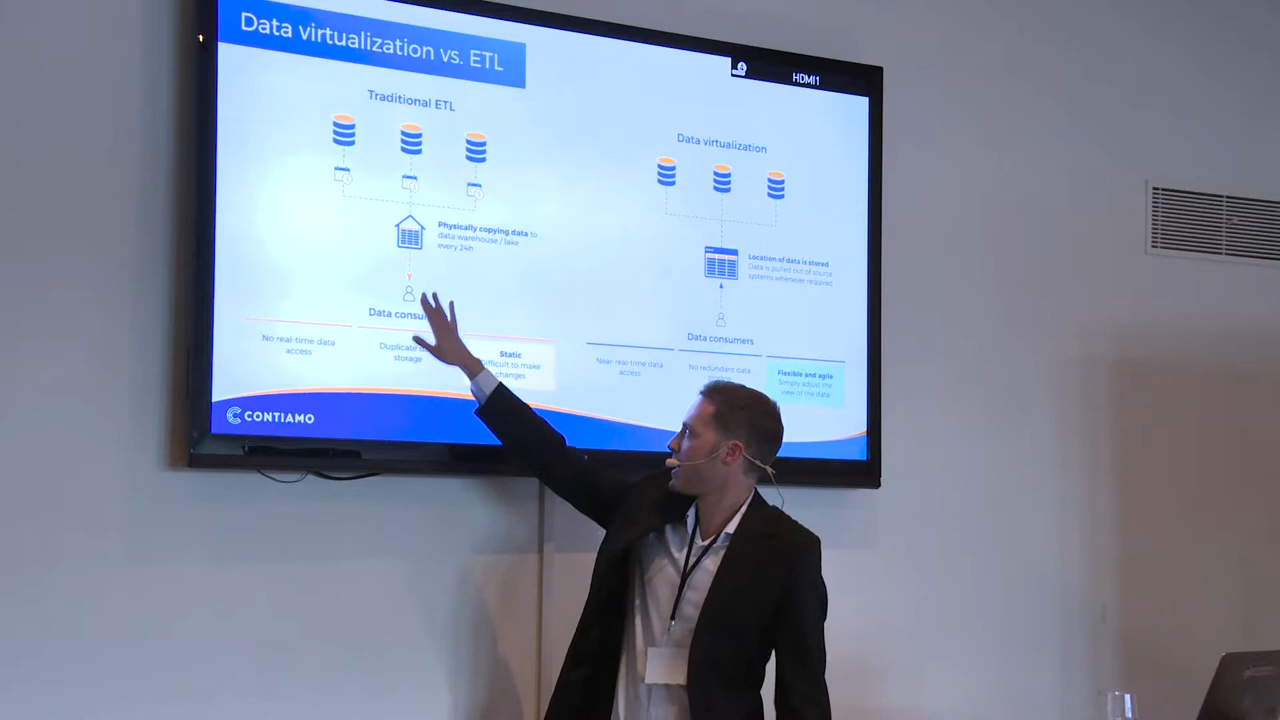 Data virtualization vs. ETL
HDMI1
Traditional ETL
Physically copying data to
data warehouse / lake
every 24h
No real-time data
access
Duplicate
storage
Static
Difficult to make
changes
Data virtualization
Location of data is stored
Data is pulled out of source
systems whenever required
Data consumers
Near-real-time data
access
No redundant data
Flexible and agile
Simply adjust the
view of the data
CONTIAMO